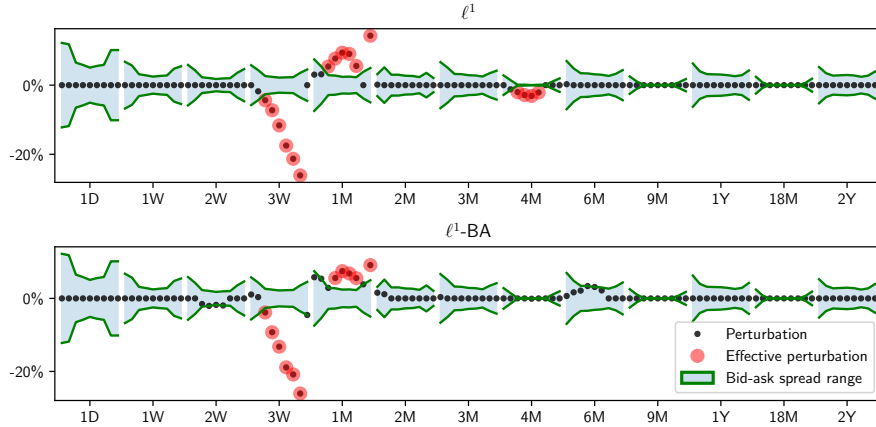 ℓ¹
0%
-20%
1D 1W 2W 3W 1M 2M 3M 4M 6M 9M 1Y 18M 2Y
ℓ¹-BA
0%
-20%
Perturbation
Effective perturbation
Bid-ask spread range
1D 1W 2W 3W 1M 2M 3M 4M 6M 9M 1Y 18M 2Y